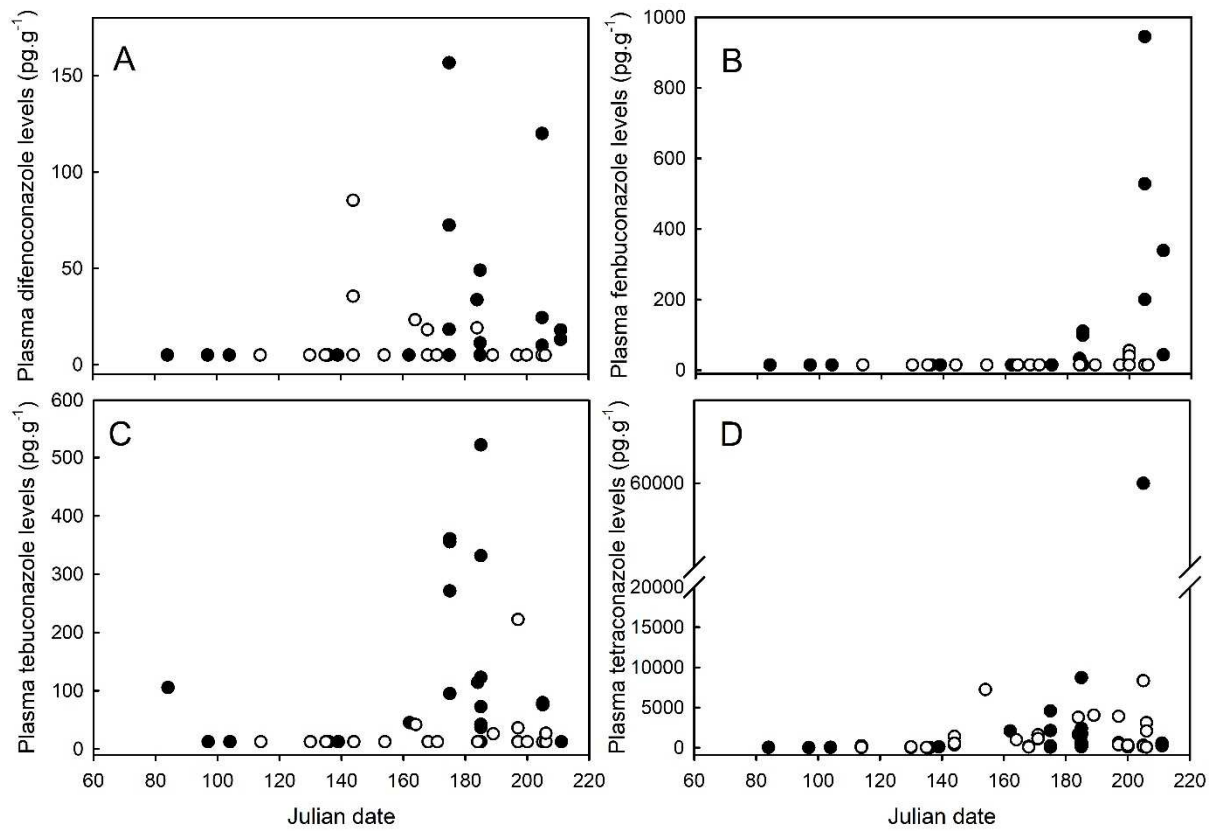 A
Plasma difenoconazole levels (pg.g⁻¹)
150
100
50
0
B
Plasma fenbuconazole levels (pg.g⁻¹)
1000
800
600
400
200
0
C
Plasma tebuconazole levels (pg.g⁻¹)
600
500
400
300
200
100
0
60 80 100 120 140 160 180 200 220
Julian date
D
Plasma tetraconazole levels (pg.g⁻¹)
60000
20000
15000
10000
5000
0
60 80 100 120 140 160 180 200 220
Julian date